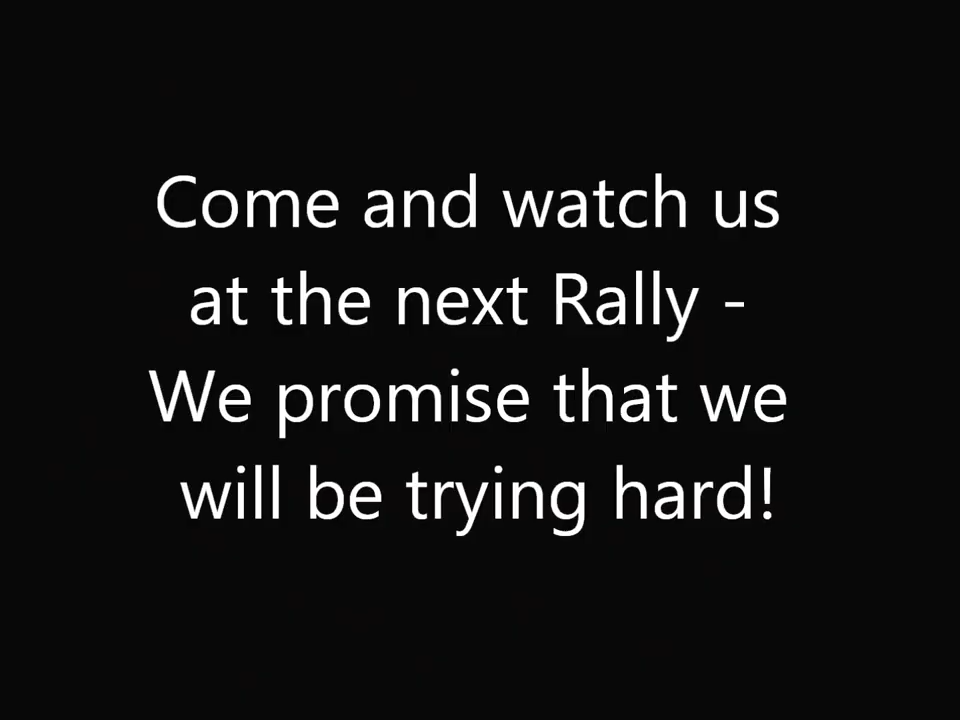 Come and watch us
at the next Rally -
We promise that we
will be trying hard!